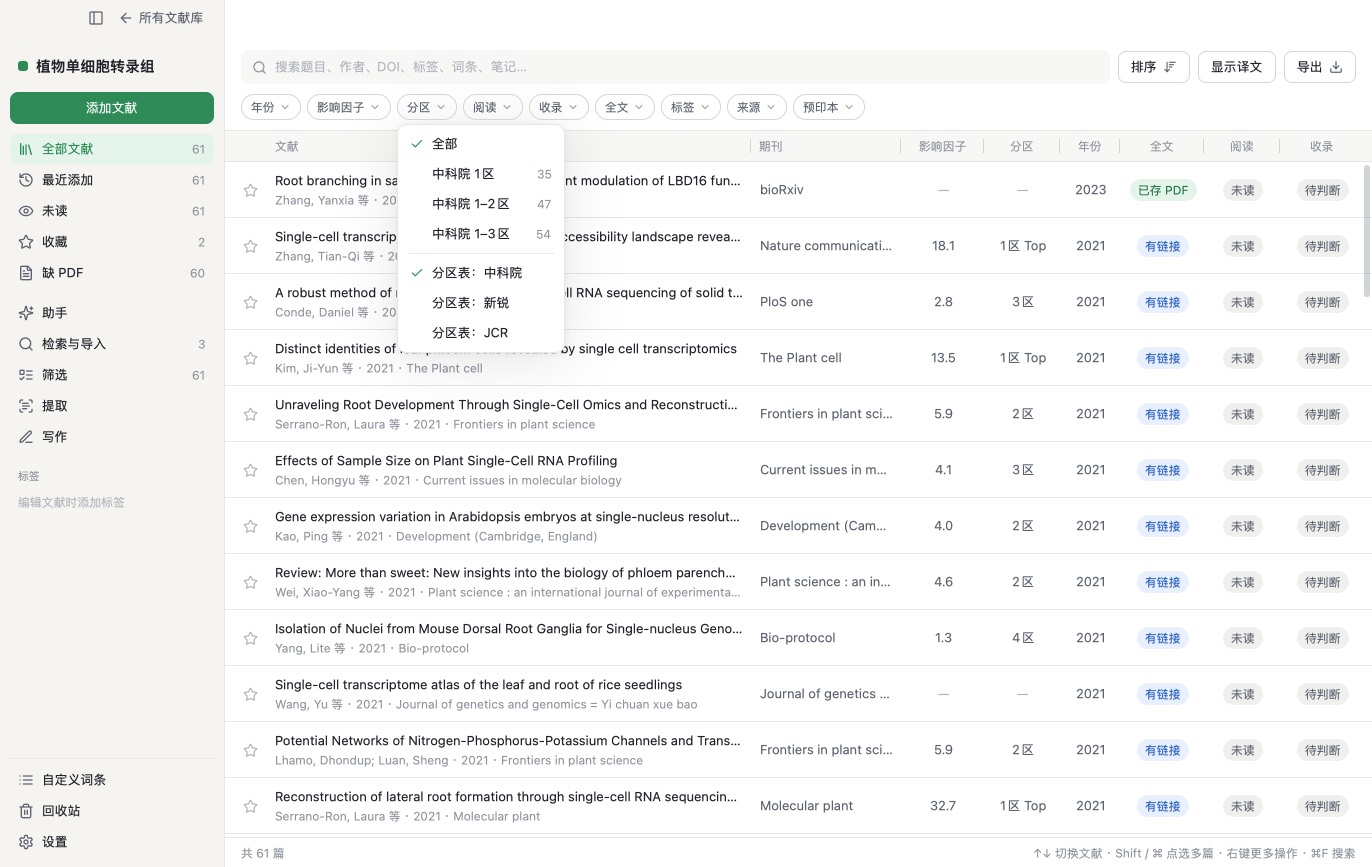 所有文献库
植物单细胞转录组
添加文献
全部文献 61
最近添加 61
未读 61
收藏 2
缺 PDF 60
助手
检索与导入 3
筛选 61
提取
写作
标签
编辑文献时添加标签
自定义词条
回收站
设置
搜索题目、作者、DOI、标签、词条、笔记...
排序 显示译文 导出
年份 影响因子 分区 阅读 收录 全文 标签 来源 预印本
全部
中科院 1 区 35
中科院 1–2 区 47
中科院 1–3 区 54
分区表：中科院
分区表：新锐
分区表：JCR
文献 期刊 影响因子 分区 年份 全文 阅读 收录
Root branching in sa nt modulation of LBD16 fun... bioRxiv — — 2023 已存 PDF 未读 待判断
Zhang, Yanxia 等 · 20
Single-cell transcrip ccessibility landscape revea... Nature communicati... 18.1 1 区 Top 2021 有链接 未读 待判断
Zhang, Tian-Qi 等 · 2
A robust method of ll RNA sequencing of solid t... PloS one 2.8 3 区 2021 有链接 未读 待判断
Conde, Daniel 等 · 20
Distinct identities of by single cell transcriptomics The Plant cell 13.5 1 区 Top 2021 有链接 未读 待判断
Kim, Ji-Yun 等 · 2021 · The Plant cell
Unraveling Root Development Through Single-Cell Omics and Reconstructi... Frontiers in plant sci... 5.9 2 区 2021 有链接 未读 待判断
Serrano-Ron, Laura 等 · 2021 · Frontiers in plant science
Effects of Sample Size on Plant Single-Cell RNA Profiling Current issues in m... 4.1 3 区 2021 有链接 未读 待判断
Chen, Hongyu 等 · 2021 · Current issues in molecular biology
Gene expression variation in Arabidopsis embryos at single-nucleus resolut... Development (Cam... 4.0 2 区 2021 有链接 未读 待判断
Kao, Ping 等 · 2021 · Development (Cambridge, England)
Review: More than sweet: New insights into the biology of phloem parench... Plant science : an in... 4.6 2 区 2021 有链接 未读 待判断
Wei, Xiao-Yang 等 · 2021 · Plant science : an international journal of experimenta...
Isolation of Nuclei from Mouse Dorsal Root Ganglia for Single-nucleus Geno... Bio-protocol 1.3 4 区 2021 有链接 未读 待判断
Yang, Lite 等 · 2021 · Bio-protocol
Single-cell transcriptome atlas of the leaf and root of rice seedlings Journal of genetics ... — — 2021 有链接 未读 待判断
Wang, Yu 等 · 2021 · Journal of genetics and genomics = Yi chuan xue bao
Potential Networks of Nitrogen-Phosphorus-Potassium Channels and Trans... Frontiers in plant sci... 5.9 2 区 2021 有链接 未读 待判断
Lhamo, Dhondup; Luan, Sheng · 2021 · Frontiers in plant science
Reconstruction of lateral root formation through single-cell RNA sequencin... Molecular plant 32.7 1 区 Top 2021 有链接 未读 待判断
Serrano-Ron, Laura 等 · 2021 · Molecular plant
共 61 篇 ↑↓ 切换文献 · Shift / ⌘ 点选多篇 · 右键更多操作 · ⌘F 搜索